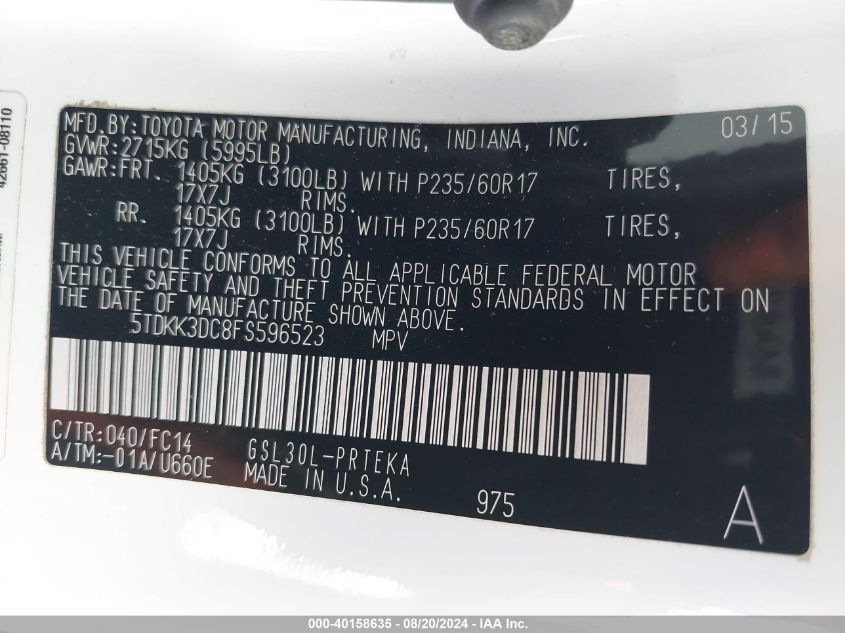 42661-08110
MFD. BY: TOYOTA MOTOR MANUFACTURING, INDIANA, INC. 03/15
GVWR: 2715KG (5995LB)
GAWR: FRT. 1405KG (3100LB) WITH P235/60R17 TIRES,
17X7J RIMS.
RR. 1405KG (3100LB) WITH P235/60R17 TIRES,
17X7J RIMS.
THIS VEHICLE CONFORMS TO ALL APPLICABLE FEDERAL MOTOR
VEHICLE SAFETY AND THEFT PREVENTION STANDARDS IN EFFECT ON
THE DATE OF MANUFACTURE SHOWN ABOVE.
5TDKK3DC8FS596523 MPV
C/TR: 040/FC14 GSL30L-PRTEKA
A/TM: -01A/U660E MADE IN U.S.A. 975 A
000-40158635 - 08/20/2024 - IAA Inc.